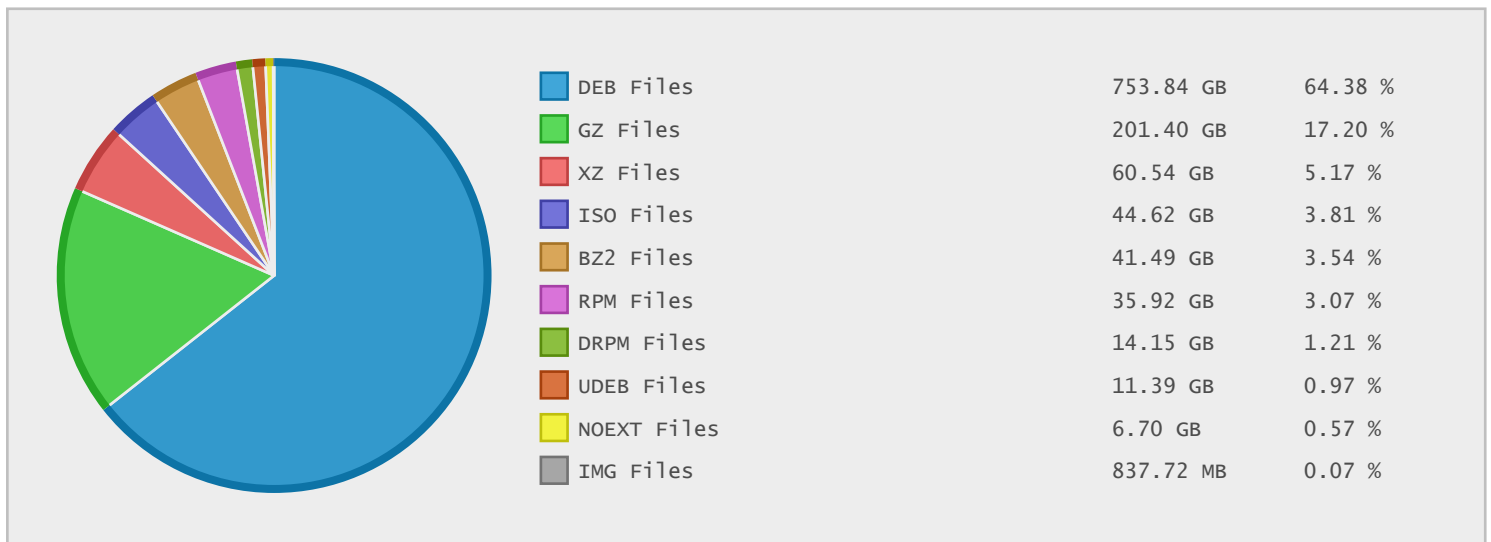 DEB Files 753.84 GB 64.38 %
GZ Files 201.40 GB 17.20 %
XZ Files 60.54 GB 5.17 %
ISO Files 44.62 GB 3.81 %
BZ2 Files 41.49 GB 3.54 %
RPM Files 35.92 GB 3.07 %
DRPM Files 14.15 GB 1.21 %
UDEB Files 11.39 GB 0.97 %
NOEXT Files 6.70 GB 0.57 %
IMG Files 837.72 MB 0.07 %